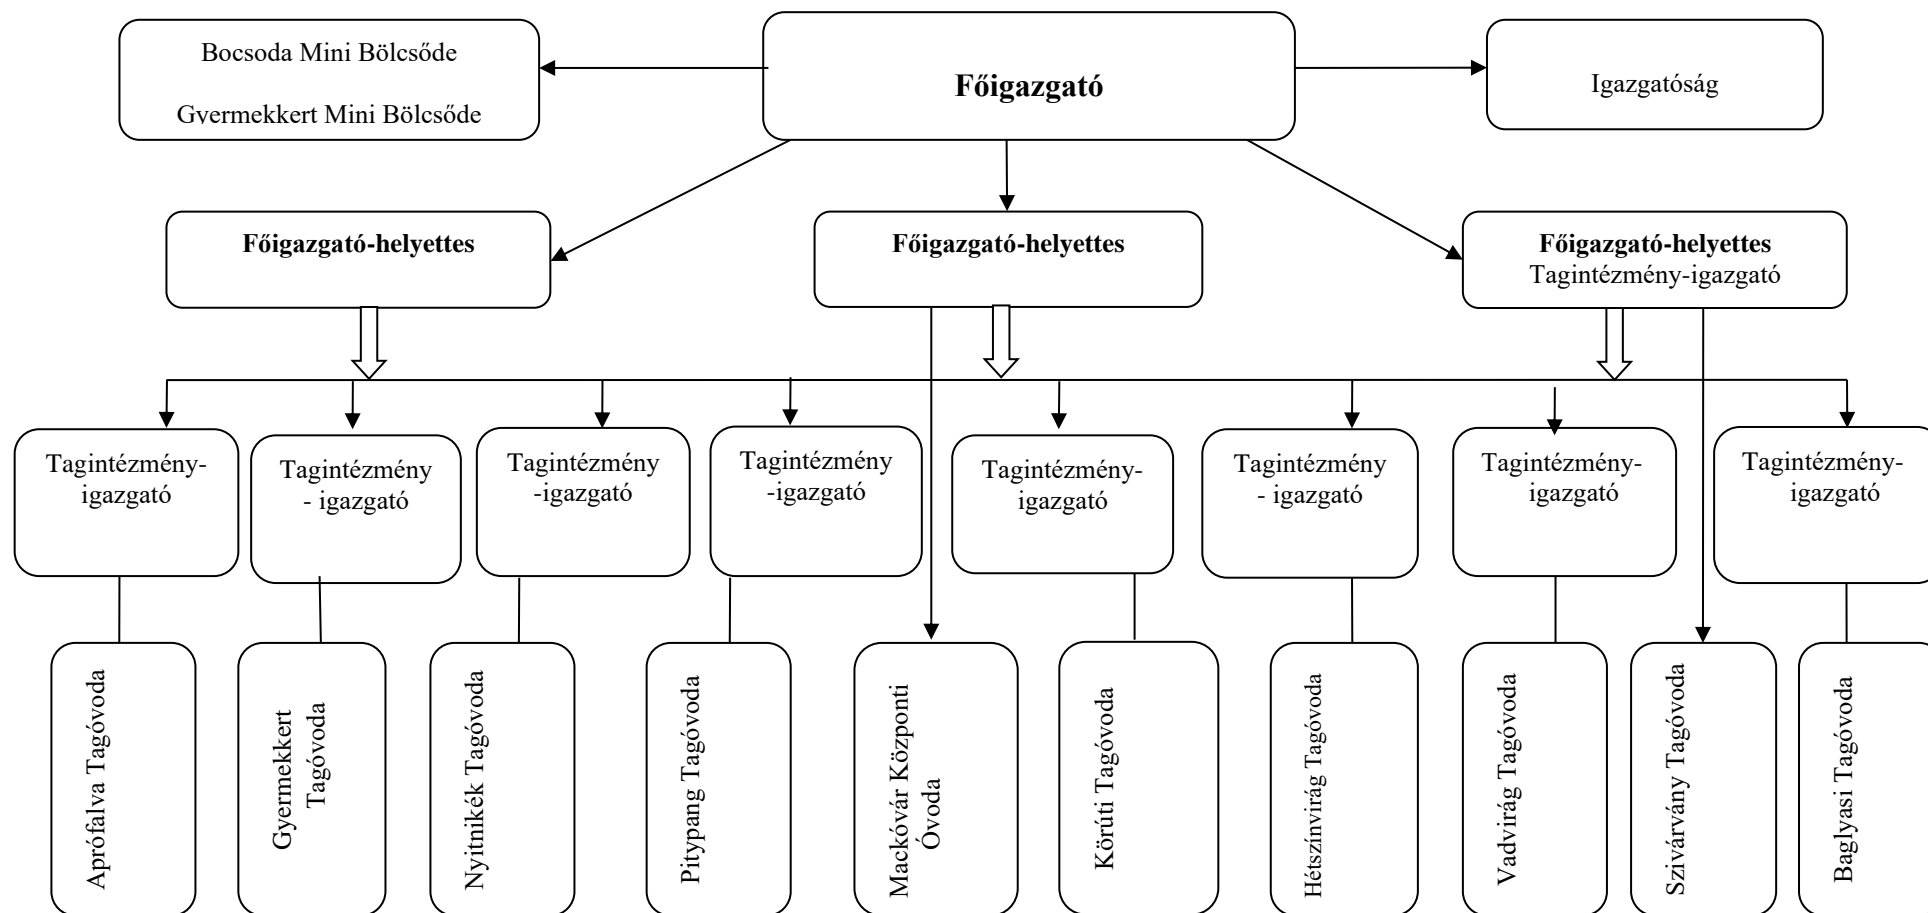 Bocsoda Mini Bölcsőde
Gyermekkert Mini Bölcsőde
Főigazgató
Igazgatóság
Főigazgató-helyettes
Főigazgató-helyettes
Főigazgató-helyettes
Tagintézmény-igazgató
Tagintézmény-
igazgató
Tagintézmény
- igazgató
Tagintézmény
-igazgató
Tagintézmény
-igazgató
Tagintézmény-
igazgató
Tagintézmény
- igazgató
Tagintézmény-
igazgató
Tagintézmény-
igazgató
Aprófalva Tagóvoda
Gyermekkert
Tagóvoda
Nyitnikék Tagóvoda
Pitypang Tagóvoda
Mackóvár Központi
Óvoda
Körúti Tagóvoda
Hétszínvirág Tagóvoda
Vadvirág Tagóvoda
Szivárvány Tagóvoda
Baglyasi Tagóvoda